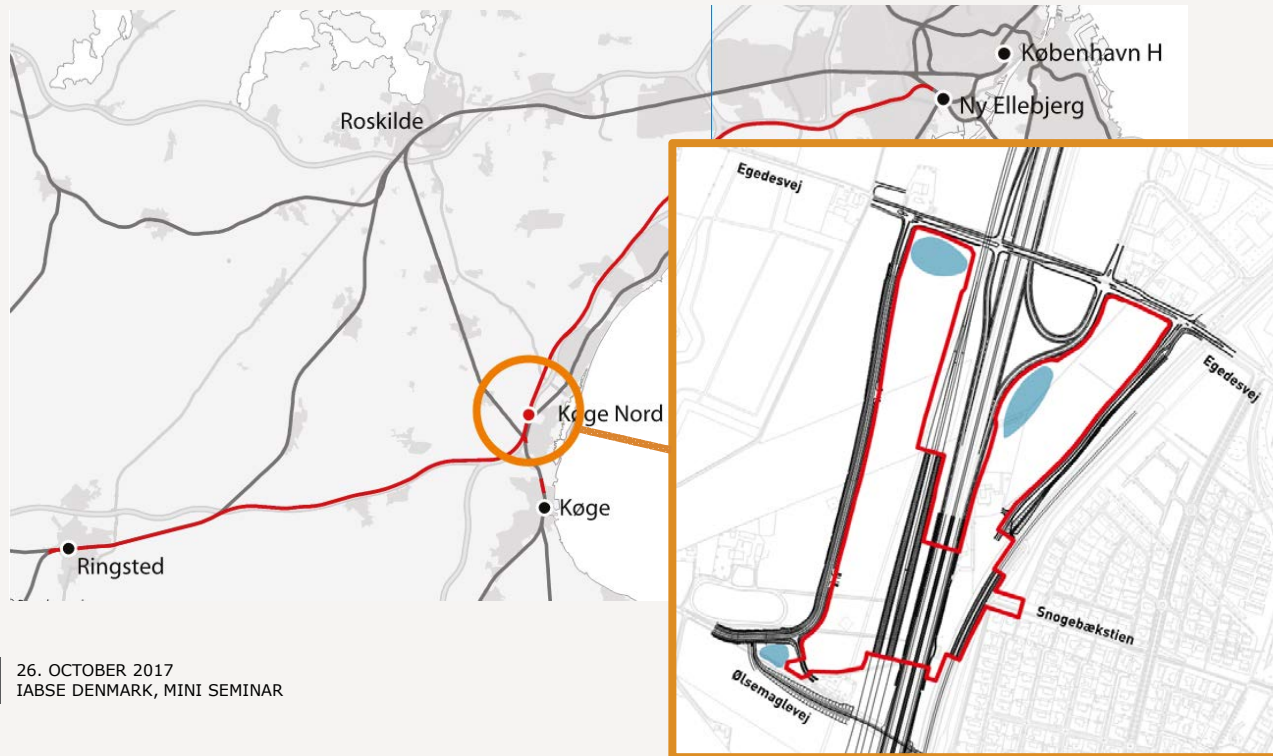 København H
Ny Ellebjerg
Roskilde
Køge Nord
Køge
Ringsted
Egedesvej
Egedesvej
Snogebækstien
Ølsemaglevej
26. OCTOBER 2017
IABSE DENMARK, MINI SEMINAR